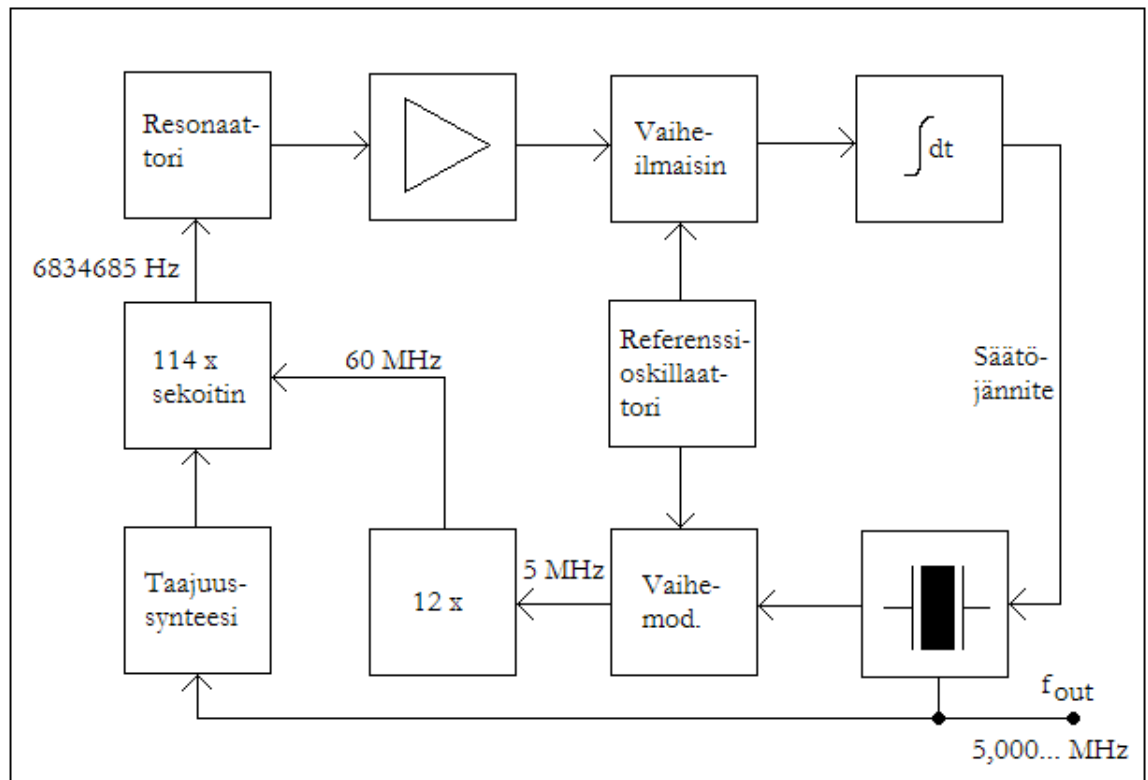 Resonaat-
tori
Vaihe-
ilmaisin
∫dt
6834685 Hz
114 x
sekoitin
60 MHz
Referenssi-
oskillaat-
tori
Säätö-
jännite
Taajuus-
synteesi
12 x
5 MHz
Vaihe-
mod.
fout
5,000... MHz